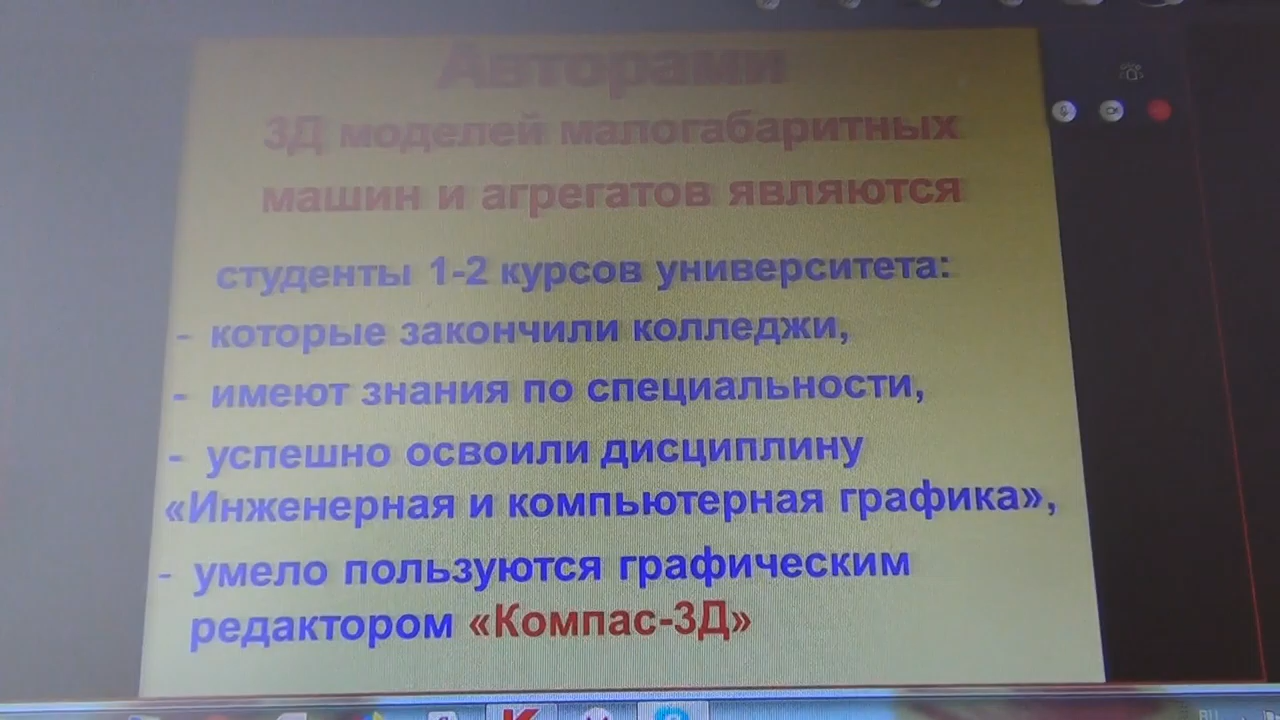 Авторами
3Д моделей малогабаритных
машин и агрегатов являются
студенты 1-2 курсов университета:
- которые закончили колледжи,
- имеют знания по специальности,
- успешно освоили дисциплину
«Инженерная и компьютерная графика»,
- умело пользуются графическим
редактором «Компас-3Д»
RU